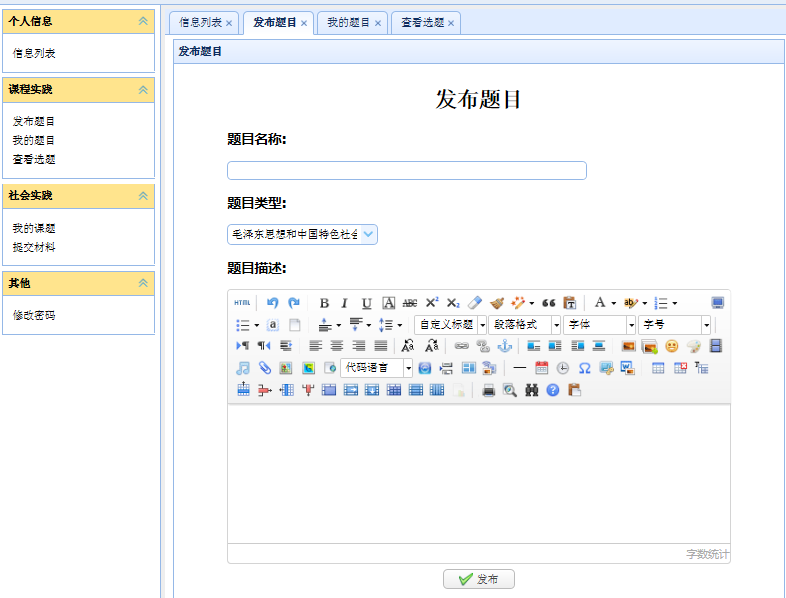 个人信息
信息列表
课程实践
发布题目
我的题目
查看选题
社会实践
我的课题
提交材料
其他
修改密码
信息列表 × 发布题目 × 我的题目 × 查看选题 ×
发布题目
发布题目
题目名称:
题目类型:
毛泽东思想和中国特色社会
题目描述:
HTML B I U A ABC X² X₂ A ab
a 自定义标题 段落格式 字体 字号
代码语言
字数统计
发布